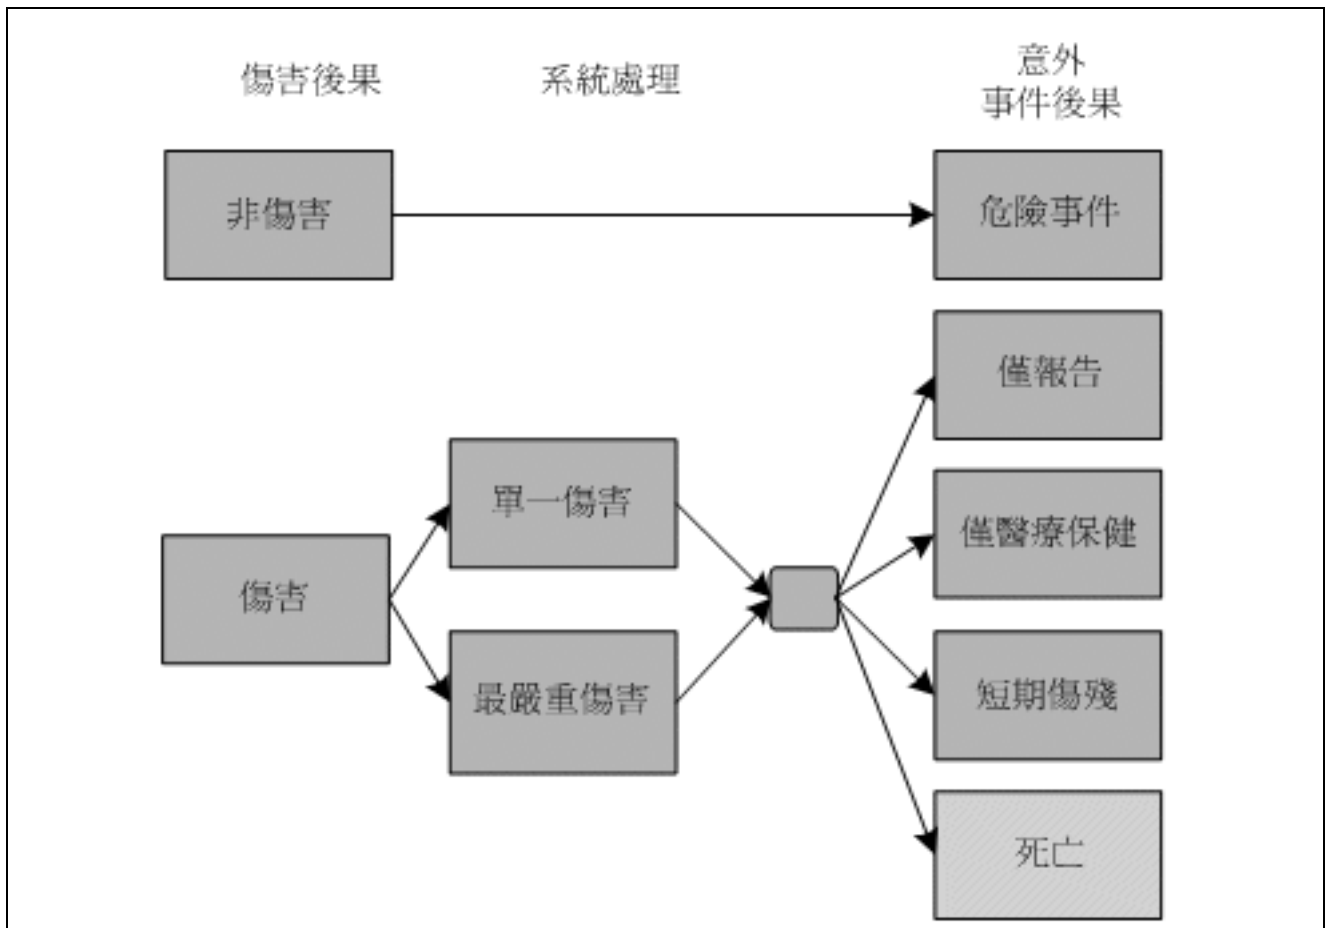 傷害後果
系統處理
意外
事件後果
非傷害
危險事件
僅報告
單一傷害
僅醫療保健
傷害
最嚴重傷害
短期傷殘
死亡